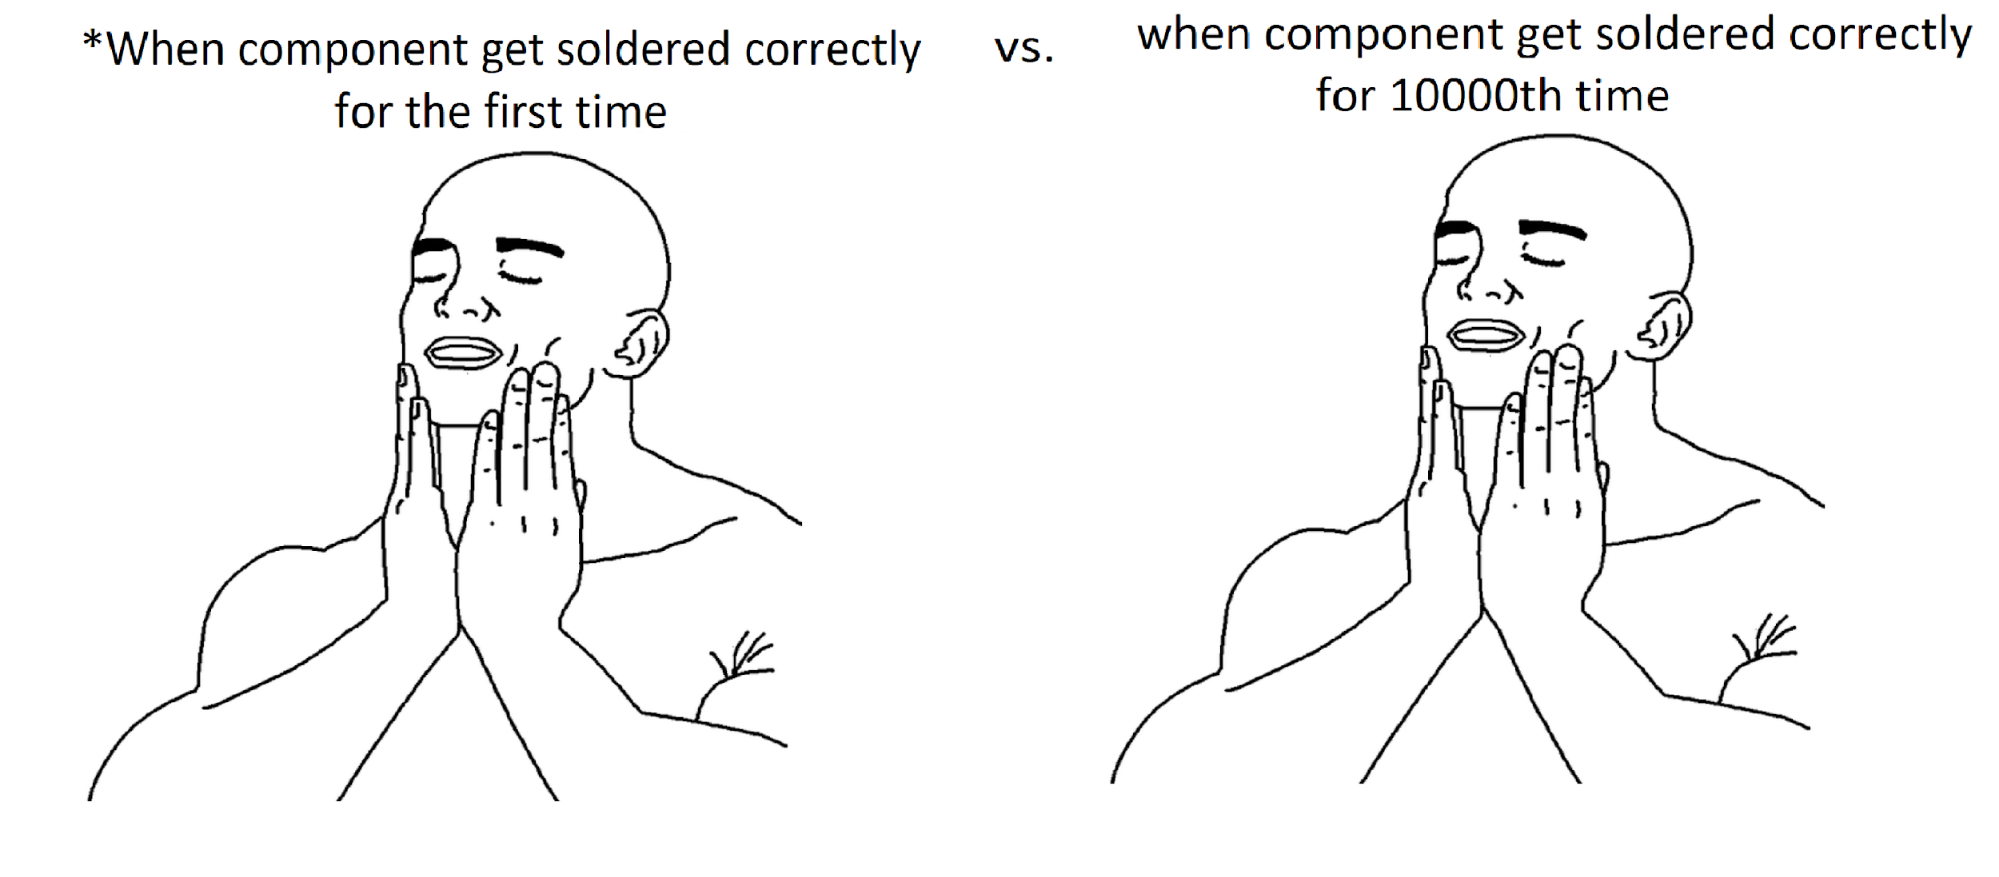 *When component get soldered correctly
for the first time
vs.
when component get soldered correctly
for 10000th time